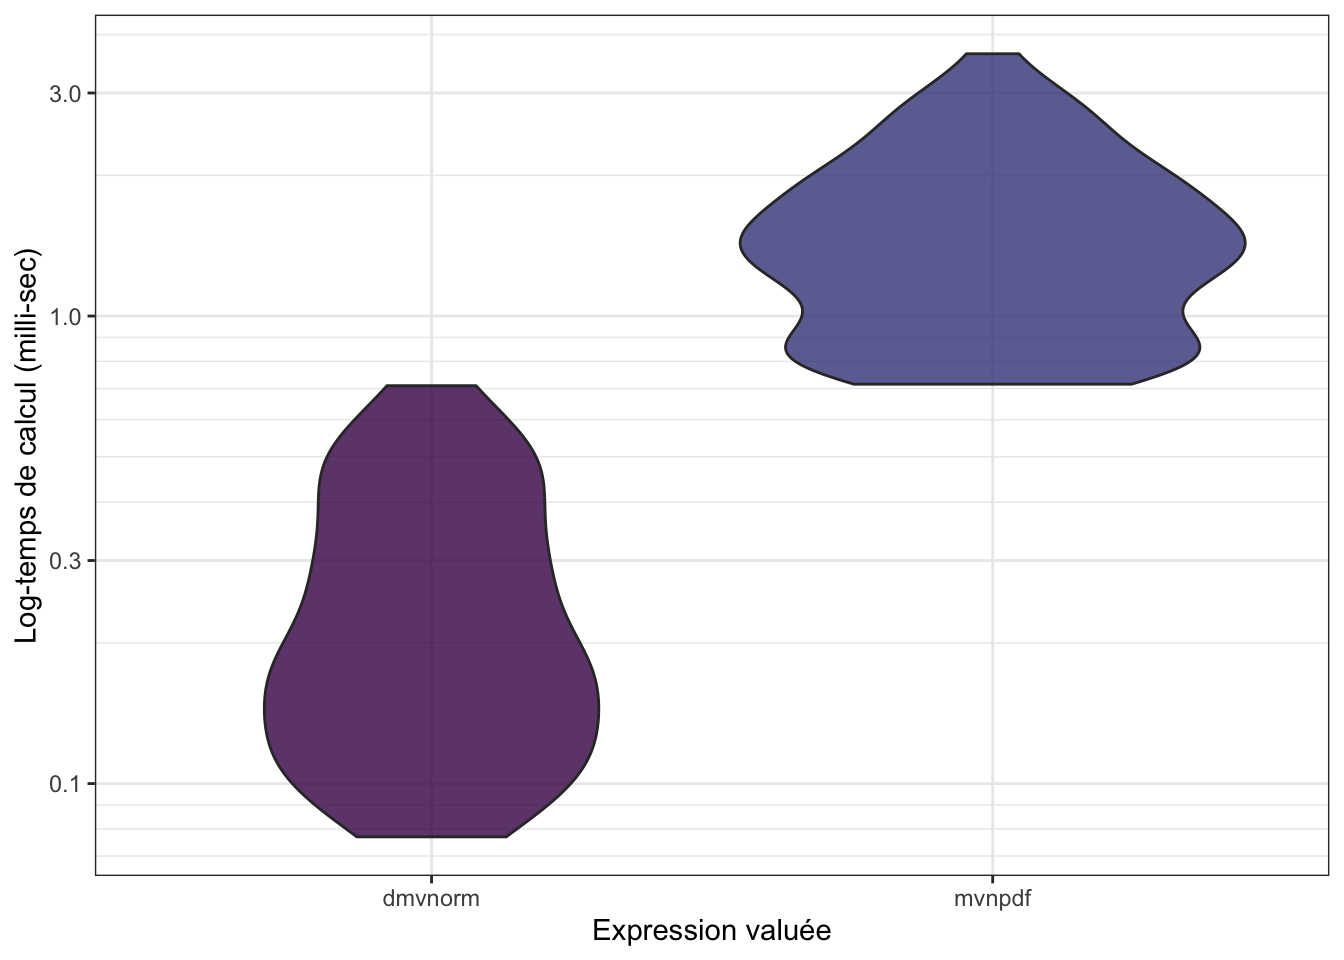 3.0
1.0
0.3
0.1
Log-temps de calcul (milli-sec)
dmvnorm
mvnpdf
Expression valuée